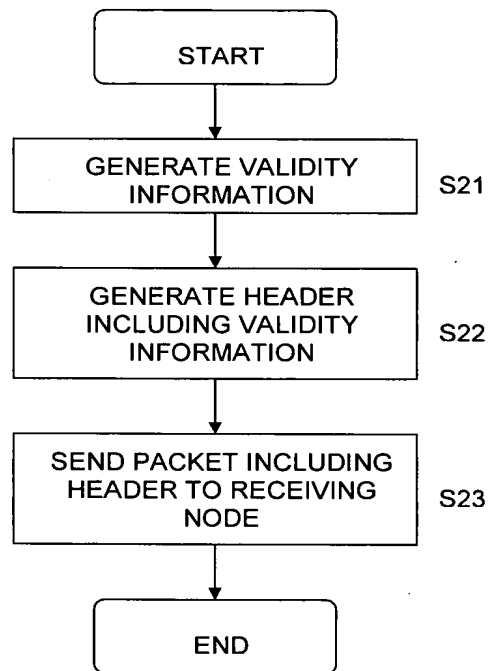 START
GENERATE VALIDITY
INFORMATION
S21
GENERATE HEADER
INCLUDING VALIDITY
INFORMATION
S22
SEND PACKET INCLUDING
HEADER TO RECEIVING
NODE
S23
END